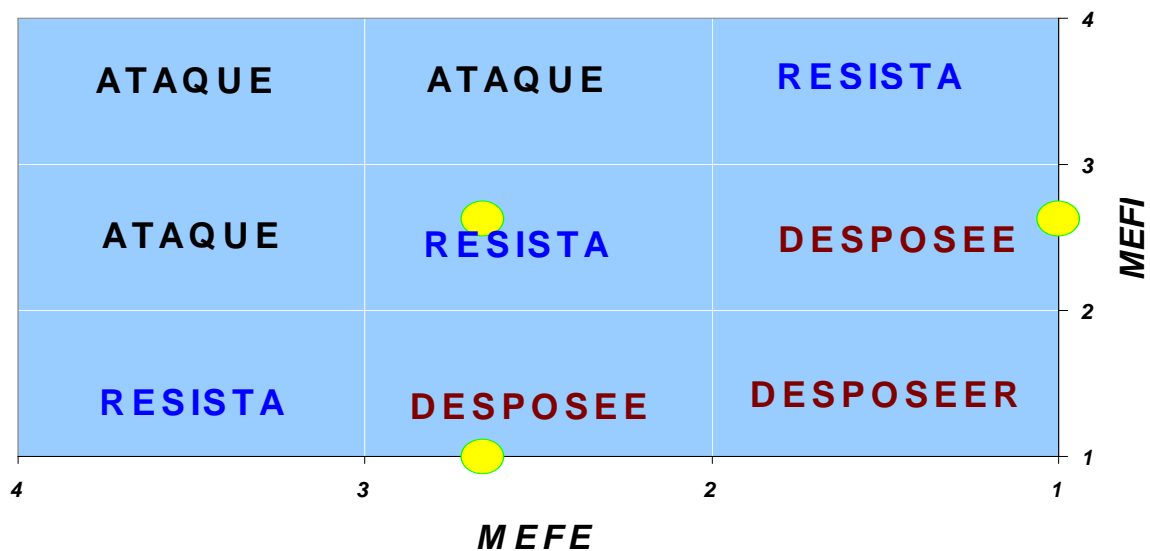 4
ATAQUE ATAQUE RESISTA
3
ATAQUE RESISTA DESPOSEE
MEFI
2
RESISTA DESPOSEE DESPOSEER
1
4 3 2 1
MEFE